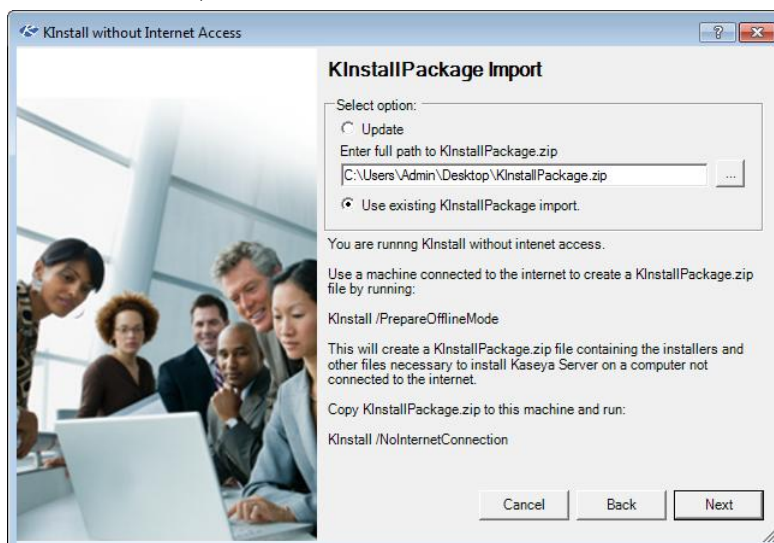 KInstall without Internet Access
KInstallPackage Import
Select option:
Update
Enter full path to KInstallPackage.zip
C:\Users\Admin\Desktop\KInstallPackage.zip
...
Use existing KInstallPackage import.
You are runnng KInstall without intenet access.
Use a machine connected to the internet to create a KInstallPackage.zip
file by running:
KInstall /PrepareOfflineMode
This will create a KInstallPackage.zip file containing the installers and
other files necessary to install Kaseya Server on a computer not
connected to the internet.
Copy KInstallPackage.zip to this machine and run:
KInstall /NoInternetConnection
Cancel Back Next